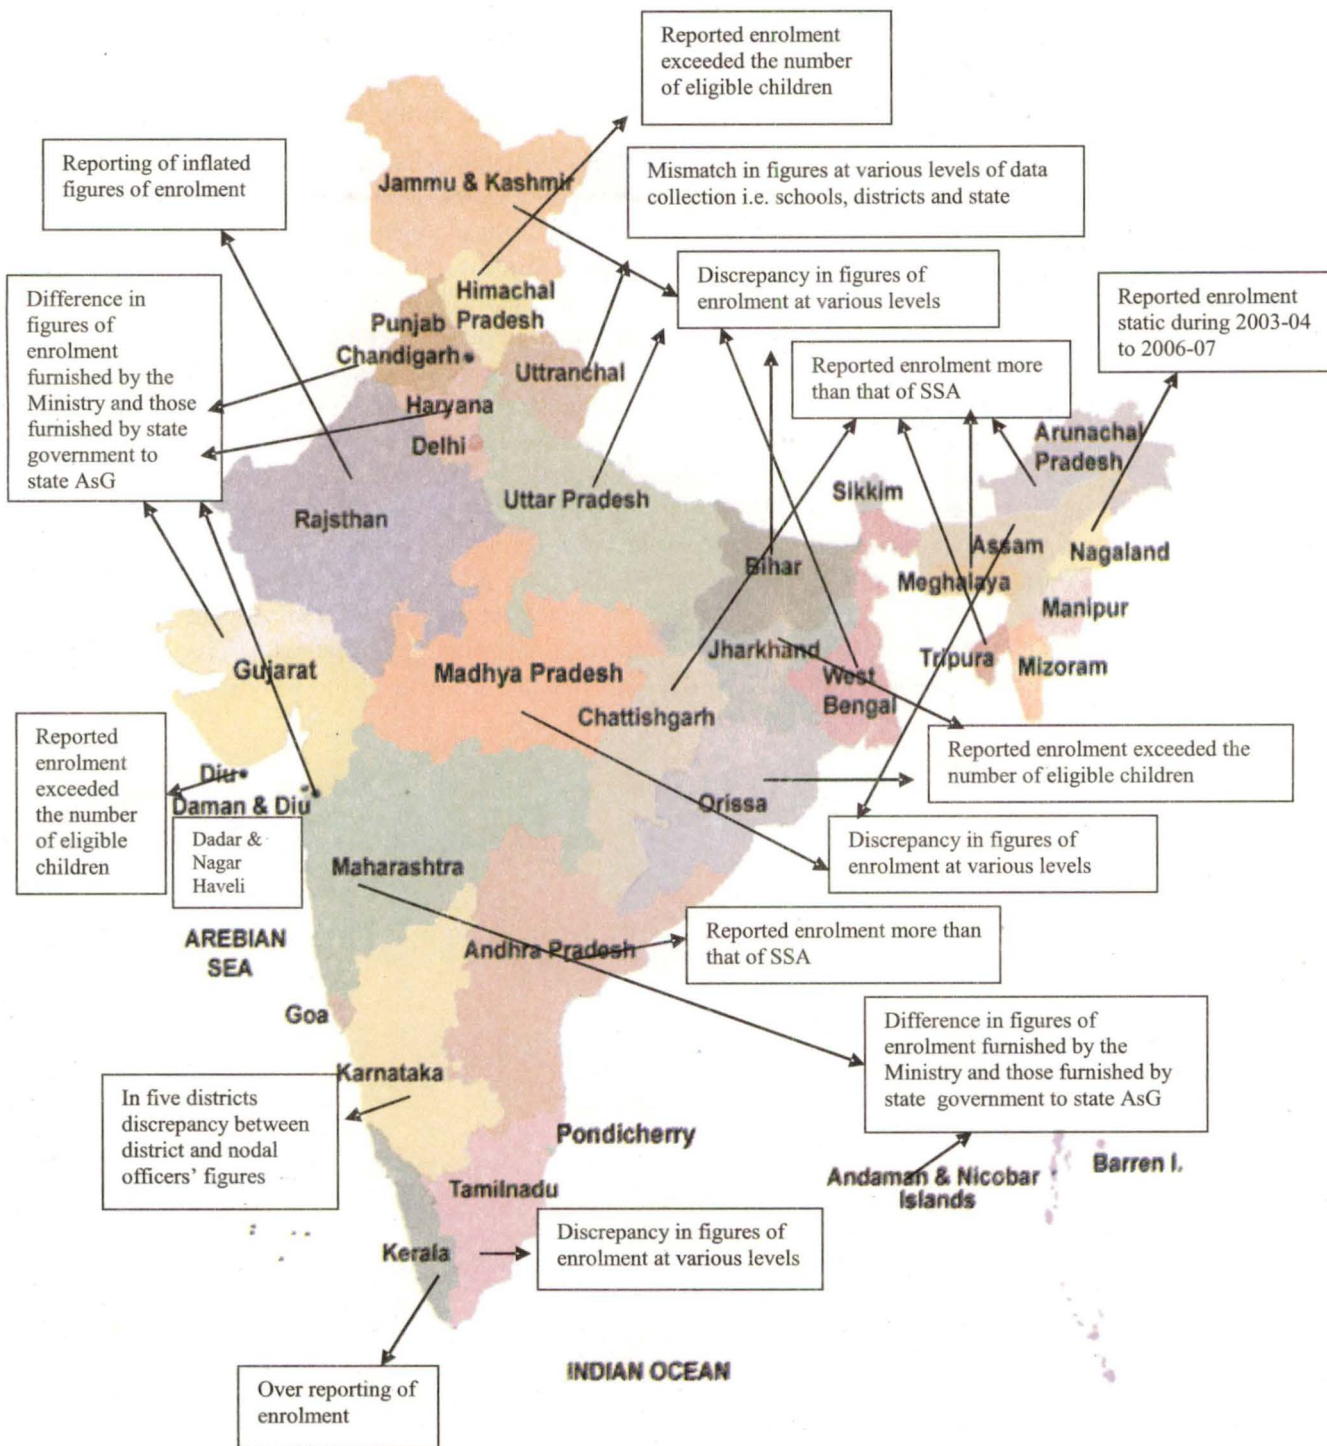 Reported enrolment
exceeded the number
of eligible children
Reporting of inflated
figures of enrolment
Jammu & Kashmir
Mismatch in figures at various levels of data
collection i.e. schools, districts and state
Discrepancy in figures of
enrolment at various levels
Difference in
figures of
enrolment
furnished by the
Ministry and those
furnished by state
government to
state AsG
Himachal
Pradesh
Punjab
Chandigarh
Uttranchal
Haryana
Delhi
Reported enrolment
static during 2003-04
to 2006-07
Reported enrolment more
than that of SSA
Arunachal
Pradesh
Sikkim
Uttar Pradesh
Rajsthan
Bihar
Assam
Nagaland
Meghalaya
Manipur
Gujarat
Madhya Pradesh
Jharkhand
West
Bengal
Tripura
Mizoram
Chattishgarh
Reported
enrolment
exceeded
the number
of eligible
children
Diu
Daman & Diu
Dadar &
Nagar
Haveli
Reported enrolment exceeded the
number of eligible children
Orissa
Discrepancy in figures of
enrolment at various levels
Maharashtra
AREBIAN
SEA
Andhra Pradesh
Reported enrolment more than
that of SSA
Goa
Difference in figures of
enrolment furnished by the
Ministry and those furnished by
state government to state AsG
Karnataka
In five districts
discrepancy between
district and nodal
officers' figures
Pondicherry
Andaman & Nicobar
Islands
Barren I.
Tamilnadu
Kerala
Discrepancy in figures of
enrolment at various levels
INDIAN OCEAN
Over reporting of
enrolment